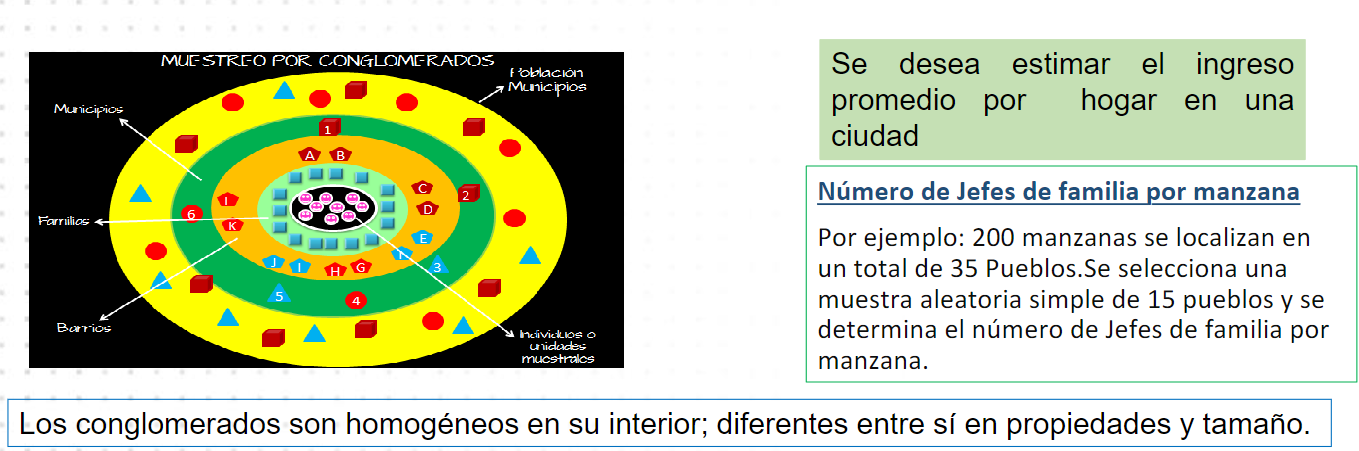 MUESTREO POR CONGLOMERADOS
Población
Municipios
Municipios
1
A B
C
L
2
D
6
Familias
K
E
F
J I H G
3
5
4
Barrios
Individuos o
unidades
muestrales
Se desea estimar el ingreso
promedio por hogar en una
ciudad
Número de Jefes de familia por manzana
Por ejemplo: 200 manzanas se localizan en
un total de 35 Pueblos.Se selecciona una
muestra aleatoria simple de 15 pueblos y se
determina el número de Jefes de familia por
manzana.
Los conglomerados son homogéneos en su interior; diferentes entre sí en propiedades y tamaño.